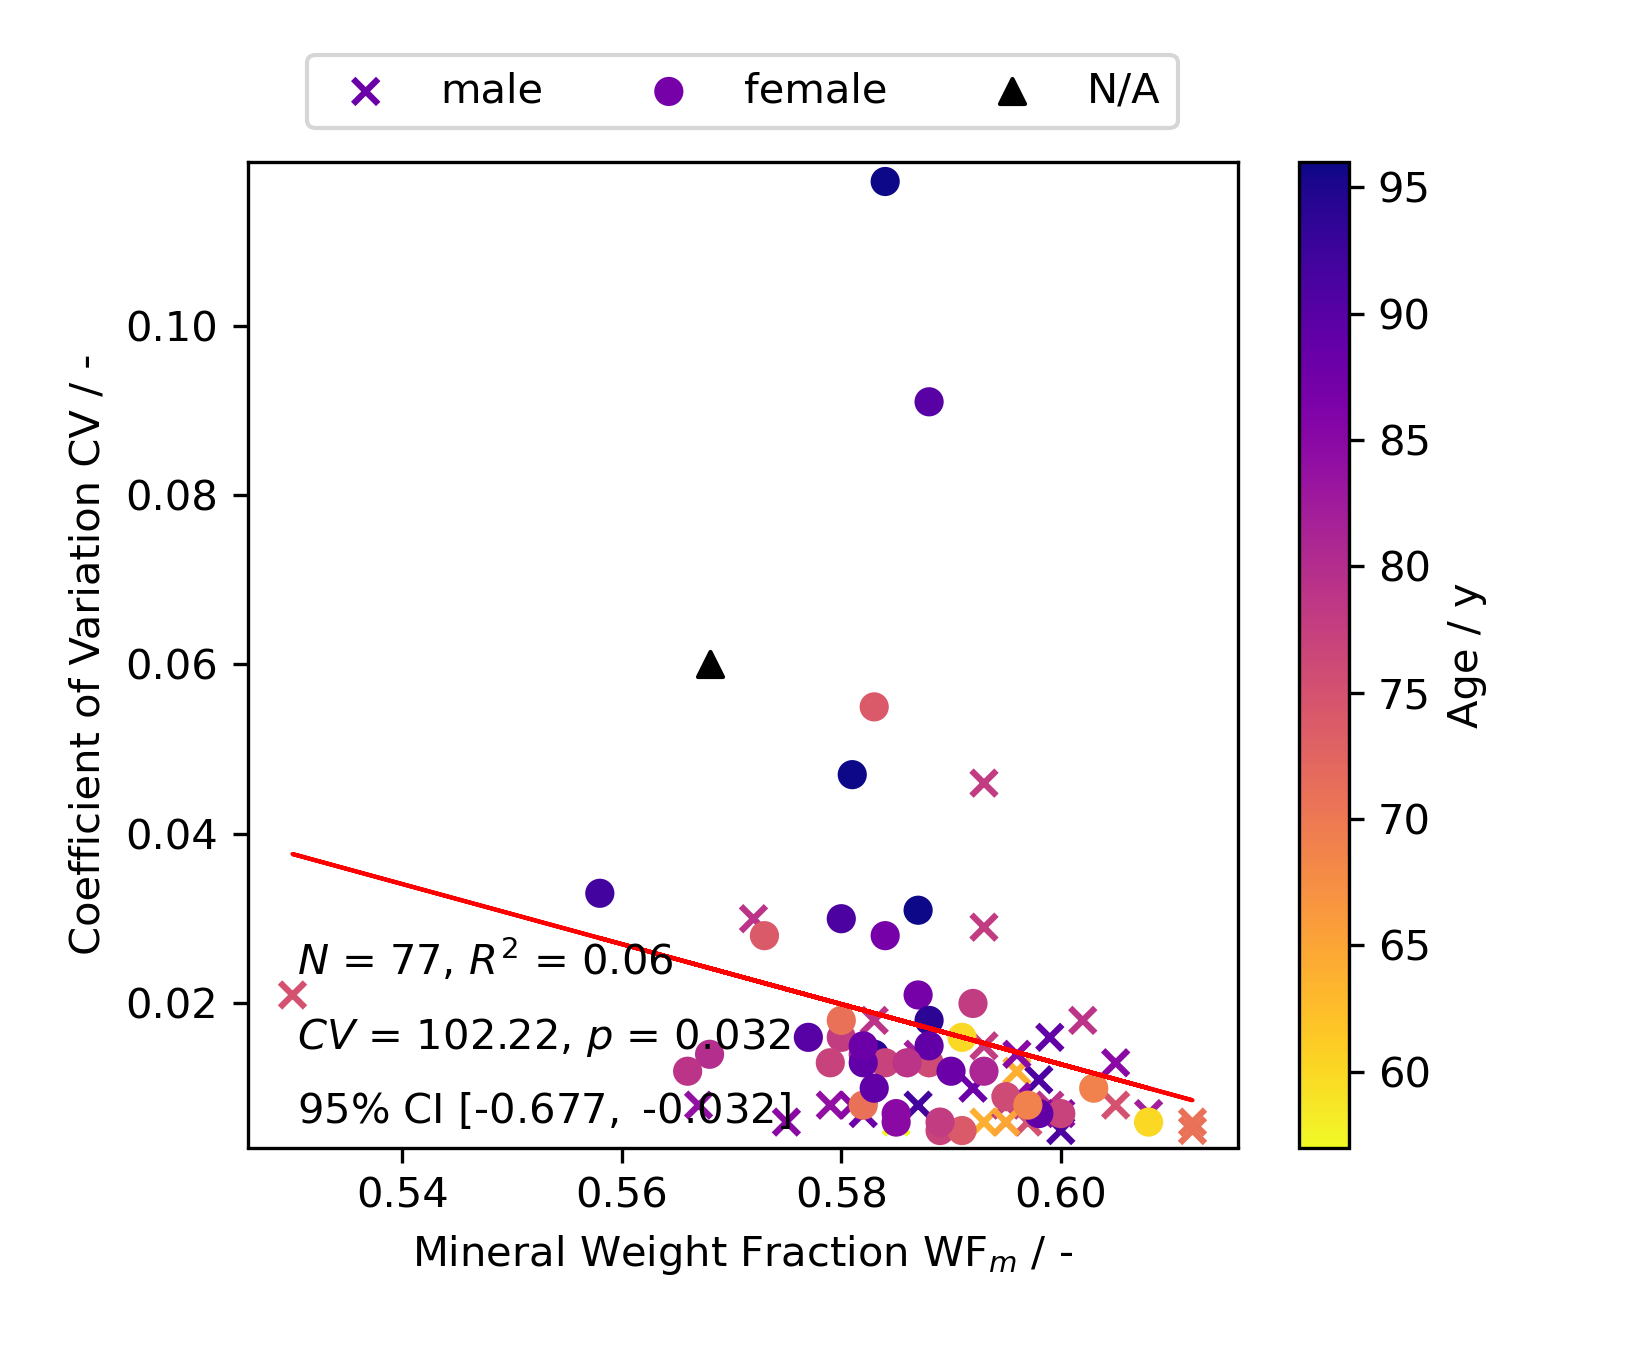 male female N/A
0.10
0.08
0.06
0.04
0.02
Coefficient of Variation CV / -
N = 77, R² = 0.06
CV = 102.22, p = 0.032
95% CI [-0.677, -0.032]
0.54 0.56 0.58 0.60
Mineral Weight Fraction WFₘ / -
95
90
85
80
75
70
65
60
Age / y